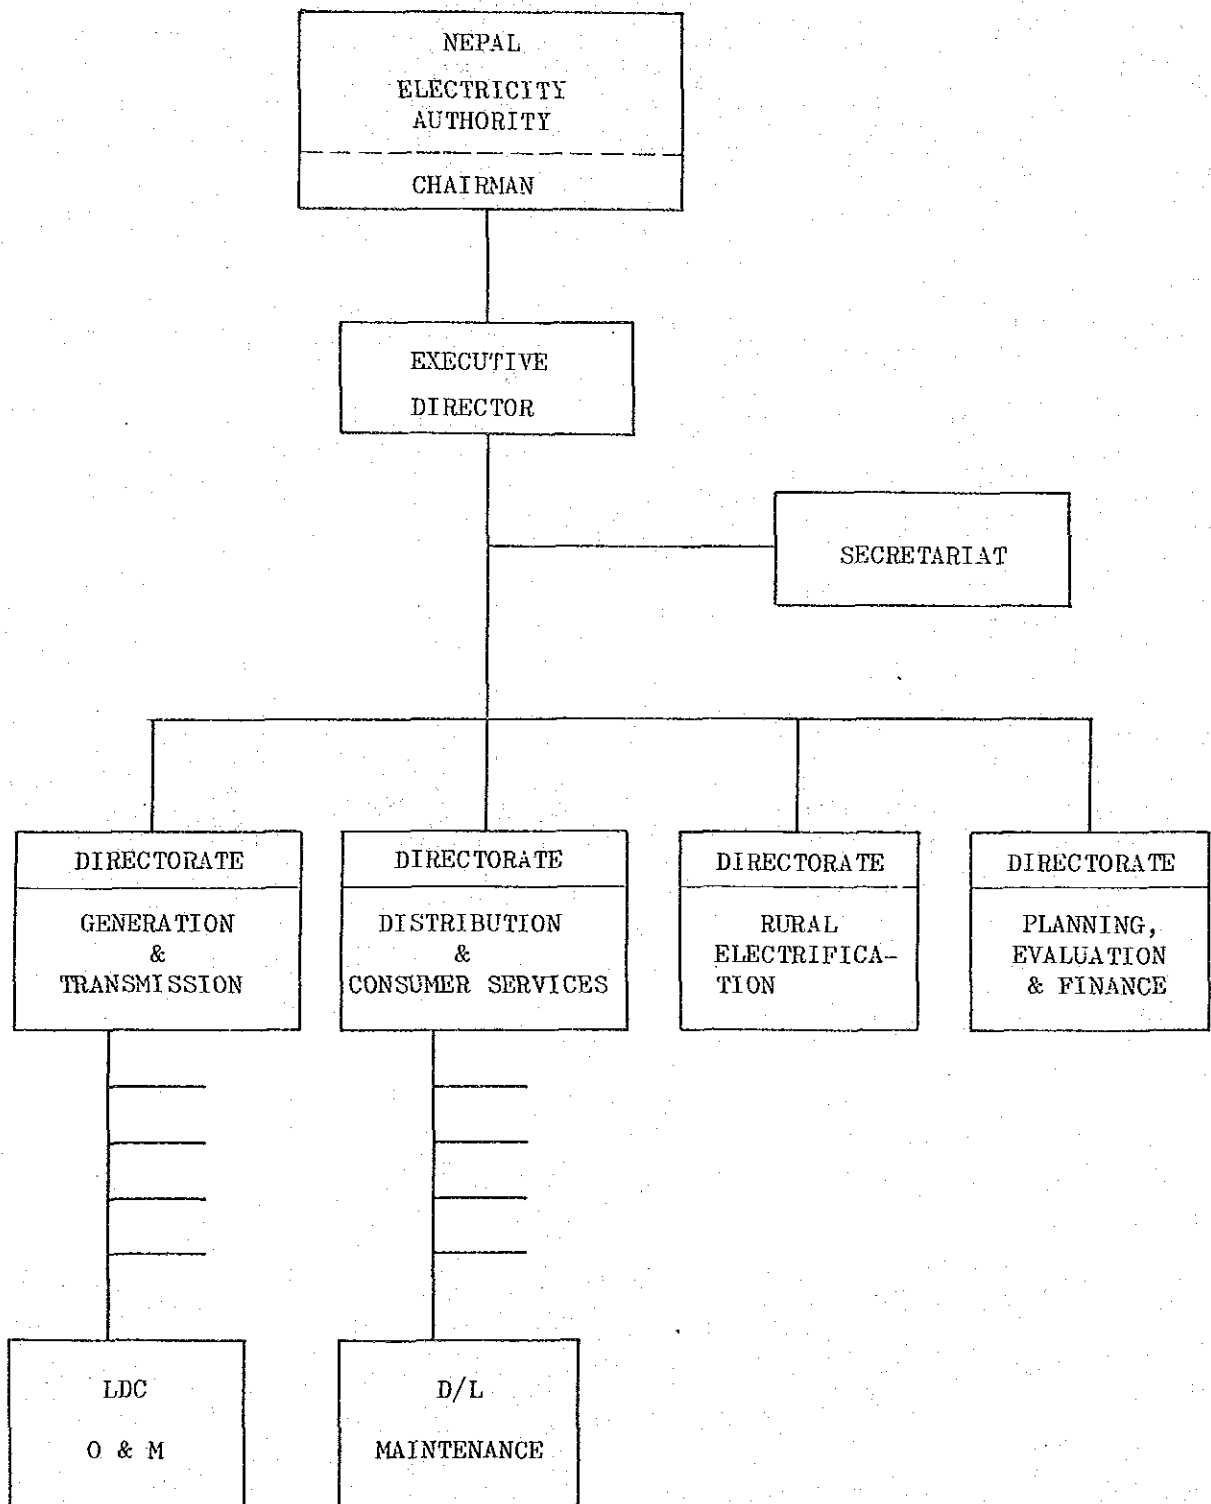 NEPAL
ELECTRICITY
AUTHORITY
CHAIRMAN
EXECUTIVE
DIRECTOR
SECRETARIAT
DIRECTORATE
GENERATION
&
TRANSMISSION
DIRECTORATE
DISTRIBUTION
&
CONSUMER SERVICES
DIRECTORATE
RURAL
ELECTRIFICA-
TION
DIRECTORATE
PLANNING,
EVALUATION
& FINANCE
LDC
O & M
D/L
MAINTENANCE